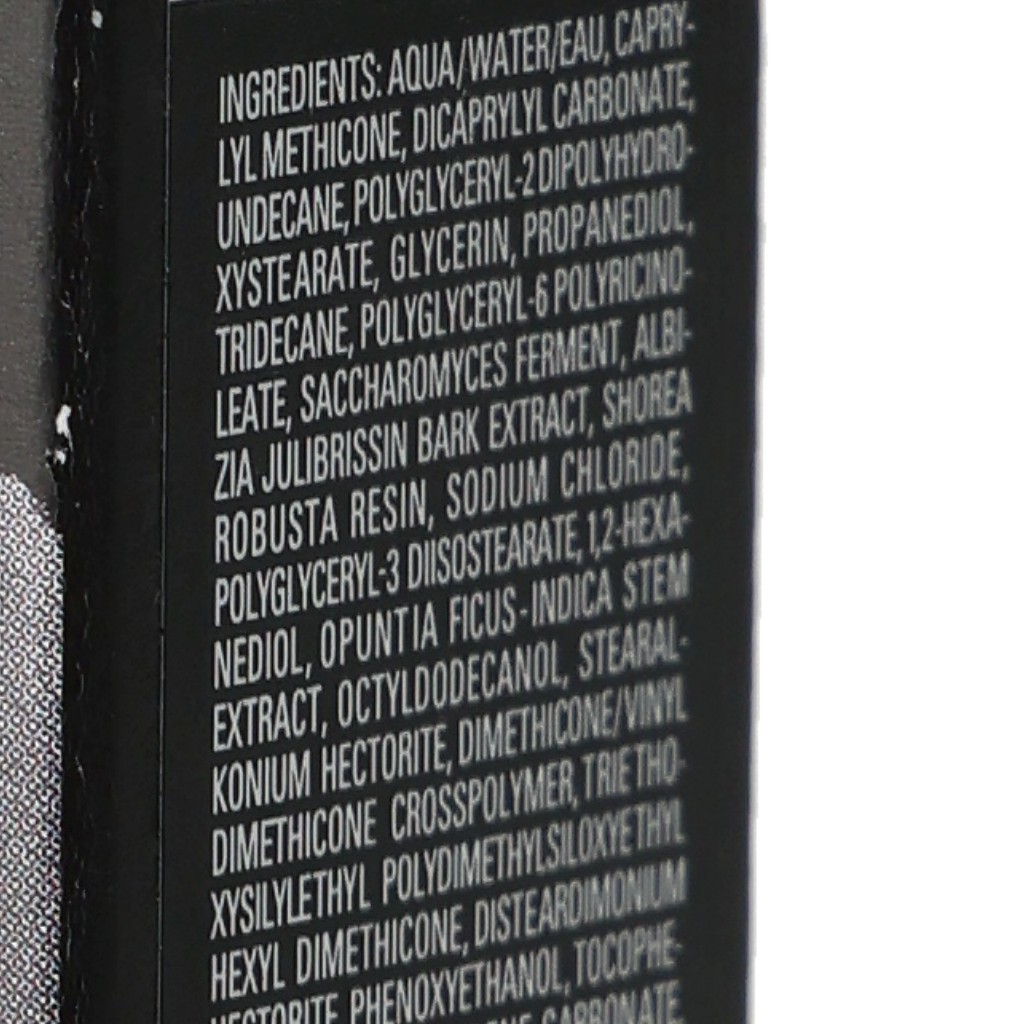 INGREDIENTS: AQUA/WATER/EAU, CAPRY-
LYL METHICONE, DICAPRYLYL CARBONATE,
UNDECANE, POLYGLYCERYL-2 DIPOLYHYDRO-
XYSTEARATE, GLYCERIN, PROPANEDIOL,
TRIDECANE, POLYGLYCERYL-6 POLYRICINO-
LEATE, SACCHAROMYCES FERMENT, ALBI-
ZIA JULIBRISSIN BARK EXTRACT, SHOREA
ROBUSTA RESIN, SODIUM CHLORIDE,
POLYGLYCERYL-3 DIISOSTEARATE, 1,2-HEXA-
NEDIOL, OPUNTIA FICUS-INDICA STEM
EXTRACT, OCTYLDODECANOL, STEARAL-
KONIUM HECTORITE, DIMETHICONE/VINYL
DIMETHICONE CROSSPOLYMER, TRIETHO-
XYSILYLETHYL POLYDIMETHYLSILOXYETHYL
HEXYL DIMETHICONE, DISTEARDIMONIUM
HECTORITE, PHENOXYETHANOL, TOCOPHE-
CARBONATE